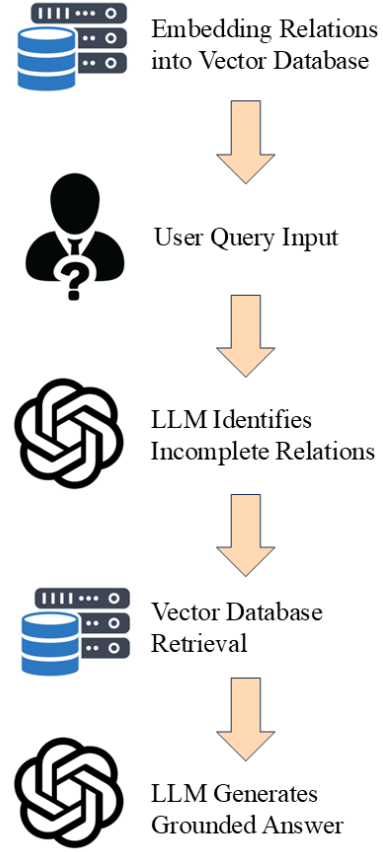 Embedding Relations
into Vector Database
User Query Input
?
LLM Identifies
Incomplete Relations
Vector Database
Retrieval
LLM Generates
Grounded Answer